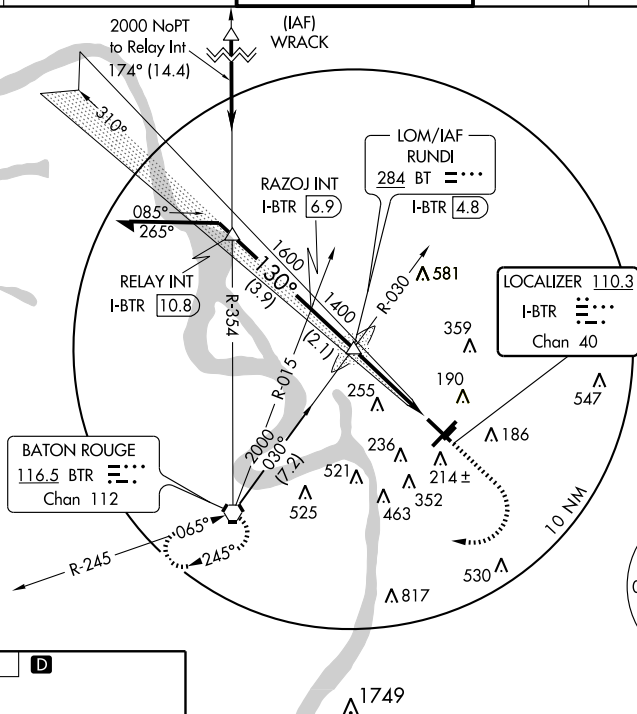 2000 NoPT
to Relay Int
174° (14.4)
(IAF)
WRACK
310°
LOM/IAF
RUNDI
284 BT
I-BTR 4.8
RAZOJ INT
I-BTR 6.9
085°
265°
1600
130°
(3.9)
1400
(2.1)
R-030
581
RELAY INT
I-BTR 10.8
R-354
R-015
LOCALIZER 110.3
I-BTR
Chan 40
359
547
255
190
186
236
214±
BATON ROUGE
116.5 BTR
Chan 112
2000
030°
(7.2)
521
525
463
352
10 NM
065°
245°
R-245
530
817
D
1749